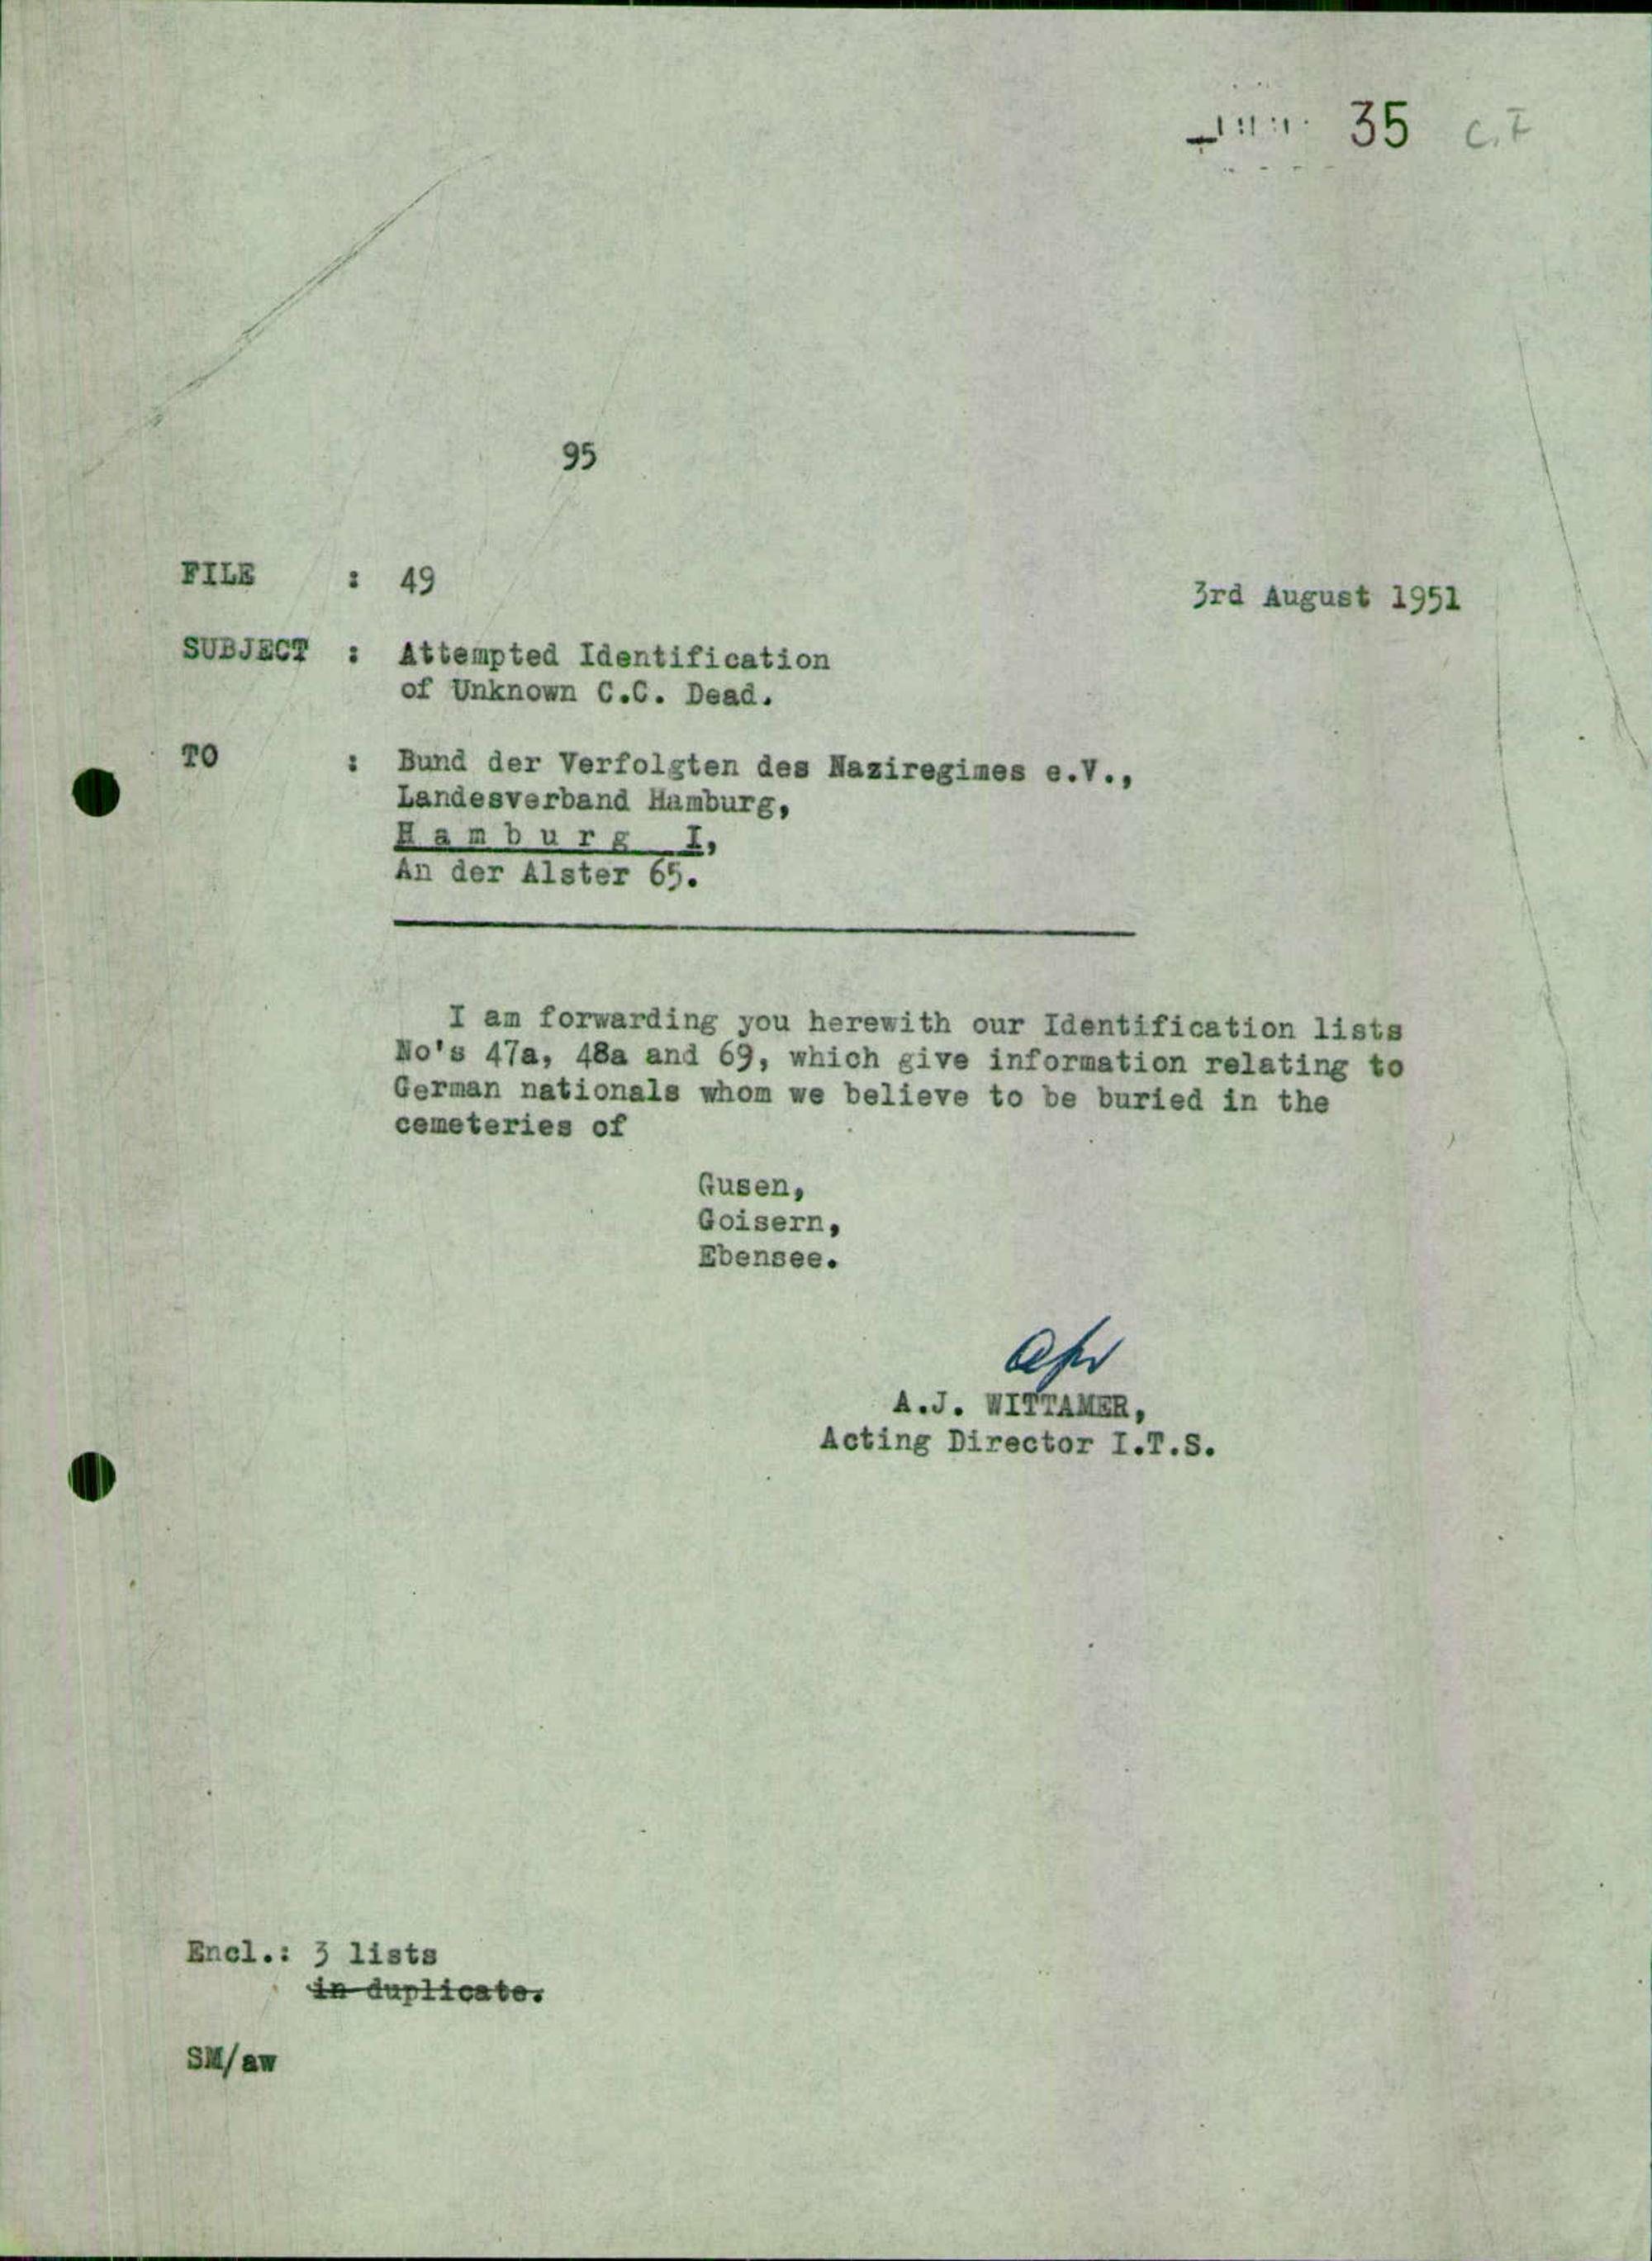 35 C.F
95
FILE : 49
3rd August 1951
SUBJECT : Attempted Identification
of Unknown C.C. Dead.
TO : Bund der Verfolgten des Naziregimes e.V.,
Landesverband Hamburg,
H a m b u r g I,
An der Alster 65.
I am forwarding you herewith our Identification lists
No's 47a, 48a and 69, which give information relating to
German nationals whom we believe to be buried in the
cemeteries of
Gusen,
Goisern,
Ebensee.
A.J. WITTAMER,
Acting Director I.T.S.
Encl.: 3 lists
in duplicate.
SM/aw